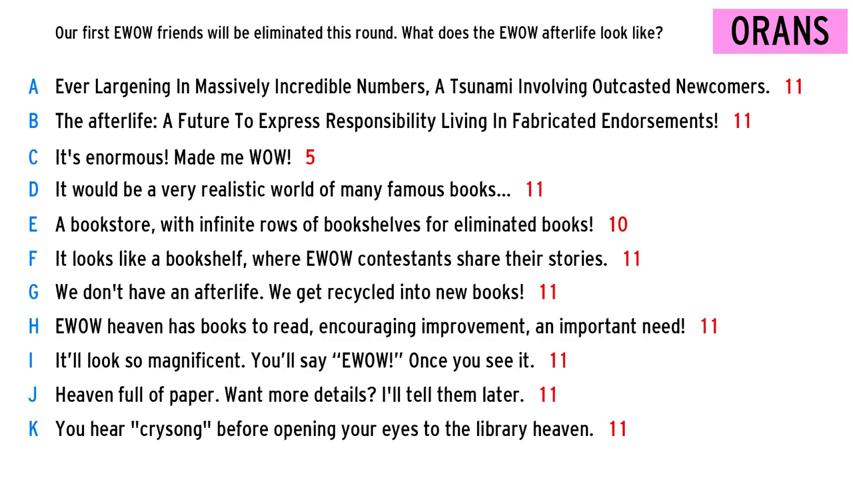 Our first EWOW friends will be eliminated this round. What does the EWOW afterlife look like?
ORANS
A Ever Largening In Massively Incredible Numbers, A Tsunami Involving Outcasted Newcomers. 11
B The afterlife: A Future To Express Responsibility Living In Fabricated Endorsements! 11
C It's enormous! Made me WOW! 5
D It would be a very realistic world of many famous books... 11
E A bookstore, with infinite rows of bookshelves for eliminated books! 10
F It looks like a bookshelf, where EWOW contestants share their stories. 11
G We don't have an afterlife. We get recycled into new books! 11
H EWOW heaven has books to read, encouraging improvement, an important need! 11
I It’ll look so magnificent. You’ll say “EWOW!” Once you see it. 11
J Heaven full of paper. Want more details? I'll tell them later. 11
K You hear "crysong" before opening your eyes to the library heaven. 11